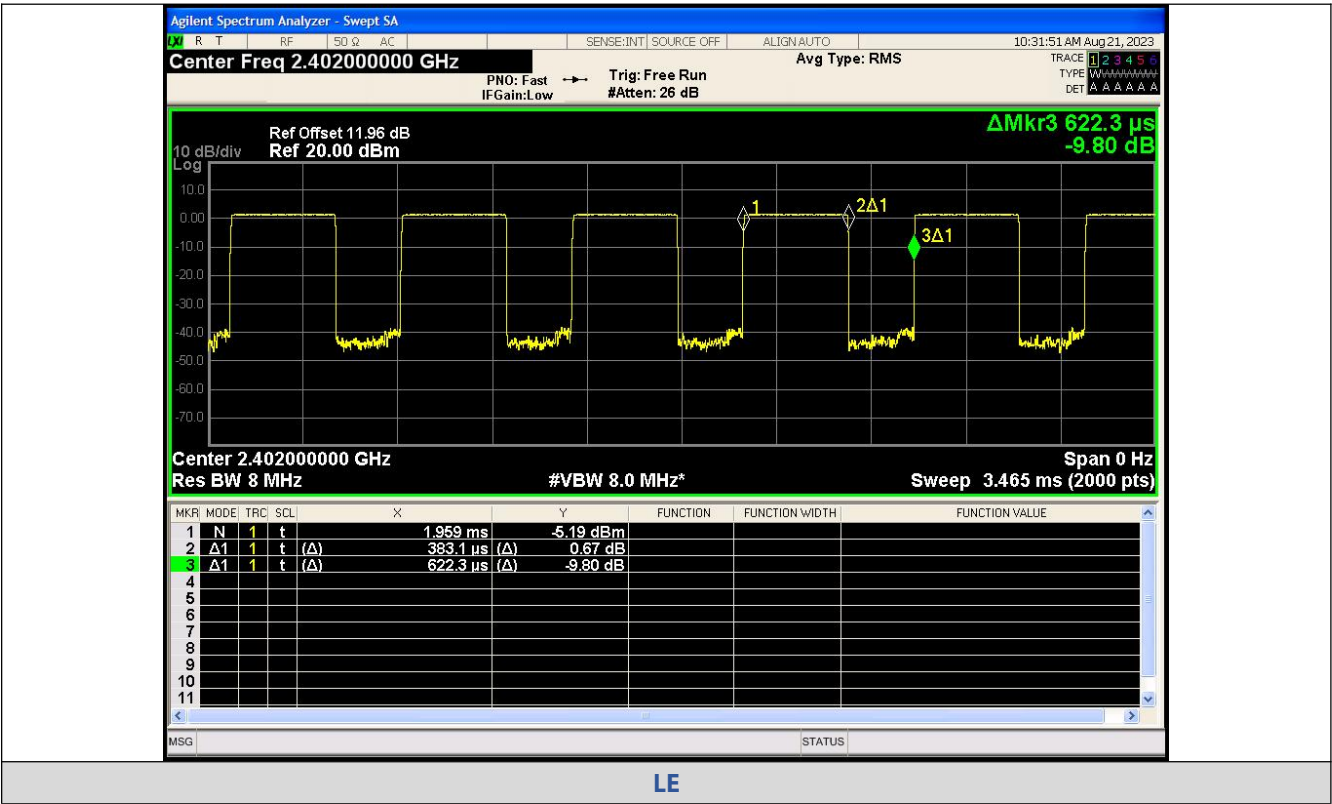 Agilent Spectrum Analyzer - Swept SA
LXI R T RF 50 Ω AC SENSE:INT SOURCE OFF ALIGNAUTO 10:31:51 AM Aug 21, 2023
Center Freq 2.402000000 GHz Avg Type: RMS TRACE 1 2 3 4 5 6
PNO: Fast Trig: Free Run TYPE W
IFGain:Low #Atten: 26 dB DET A A A A A A
ΔMkr3 622.3 µs
Ref Offset 11.96 dB
10 dB/div Ref 20.00 dBm -9.80 dB
Log
10.0
0.00
-10.0
-20.0
-30.0
-40.0
-50.0
-60.0
-70.0
1
2Δ1
3Δ1
Center 2.402000000 GHz Span 0 Hz
Res BW 8 MHz #VBW 8.0 MHz* Sweep 3.465 ms (2000 pts)
MKR MODE TRC SCL X Y FUNCTION FUNCTION WIDTH FUNCTION VALUE
1 N 1 t 1.959 ms -5.19 dBm
2 Δ1 1 t (Δ) 383.1 µs (Δ) 0.67 dB
3 Δ1 1 t (Δ) 622.3 µs (Δ) -9.80 dB
4
5
6
7
8
9
10
11
MSG STATUS
LE